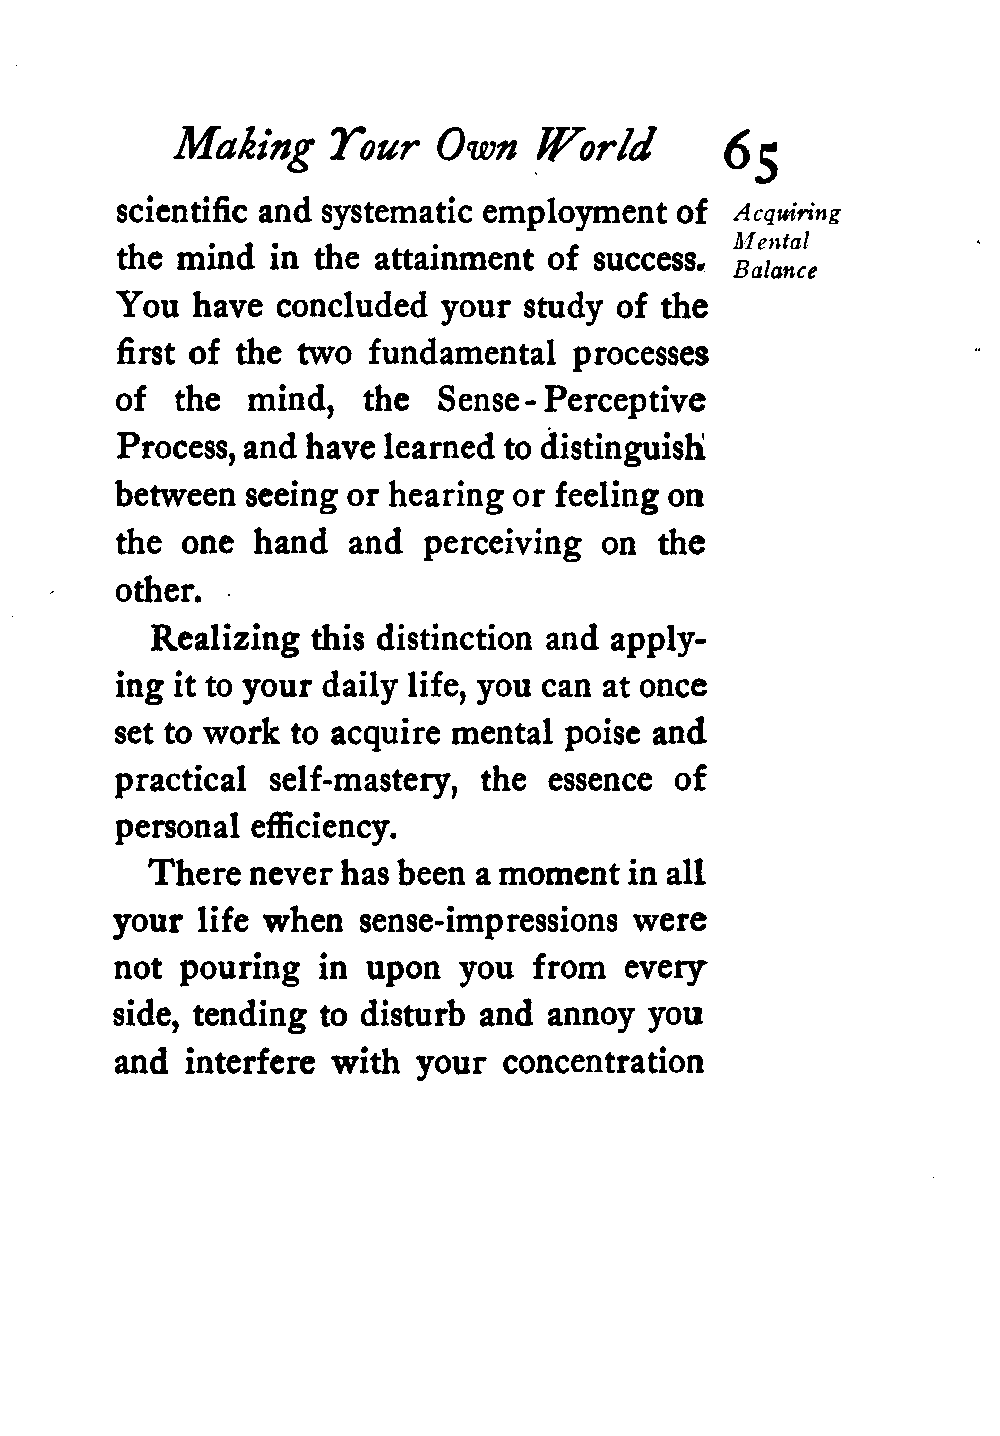 Making Your Own World 65
scientific and systematic employment of
the mind in the attainment of success.
You have concluded your study of the
first of the two fundamental processes
of the mind, the Sense-Perceptive
Process, and have learned to distinguish
between seeing or hearing or feeling on
the one hand and perceiving on the
other.
Realizing this distinction and apply-
ing it to your daily life, you can at once
set to work to acquire mental poise and
practical self-mastery, the essence of
personal efficiency.
There never has been a moment in all
your life when sense-impressions were
not pouring in upon you from every
side, tending to disturb and annoy you
and interfere with your concentration
Acquiring
Mental
Balance